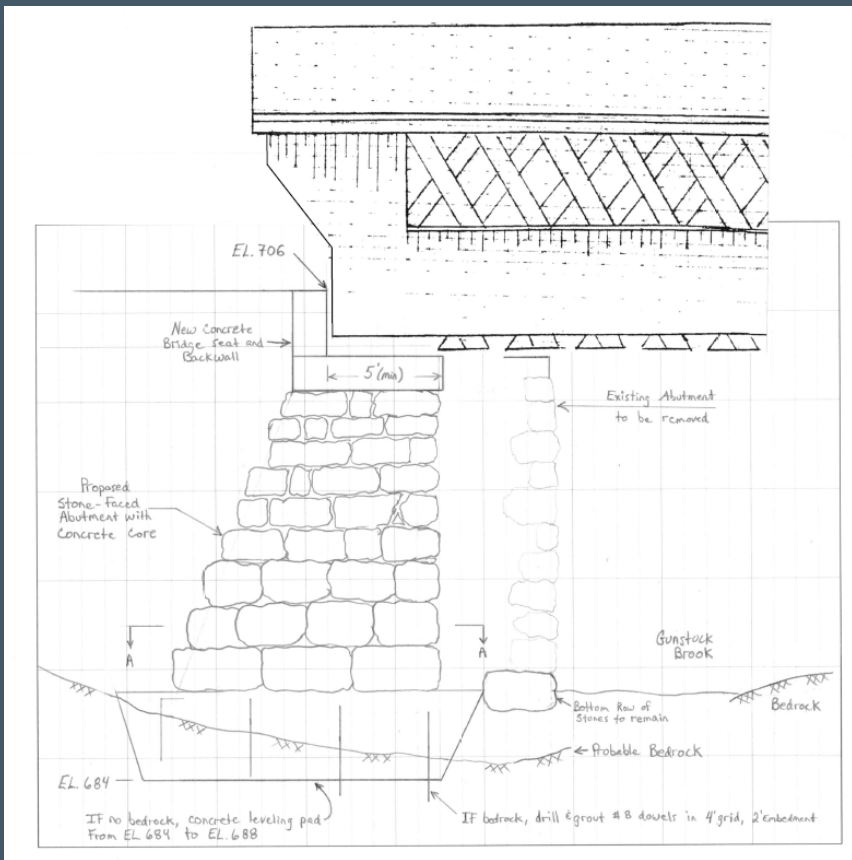 EL. 706
New Concrete
Bridge Seat and
Backwall
5'(min)
Existing Abutment
to be removed
Proposed
Stone-Faced
Abutment with
Concrete Core
A
A
Gunstock
Brook
Bottom Row of
Stones to remain
Bedrock
Probable Bedrock
EL. 684
IF no bedrock, concrete leveling pad
From EL 684 to EL. 688
IF bedrock, drill & grout #8 dowels in 4' grid, 2' Embedment